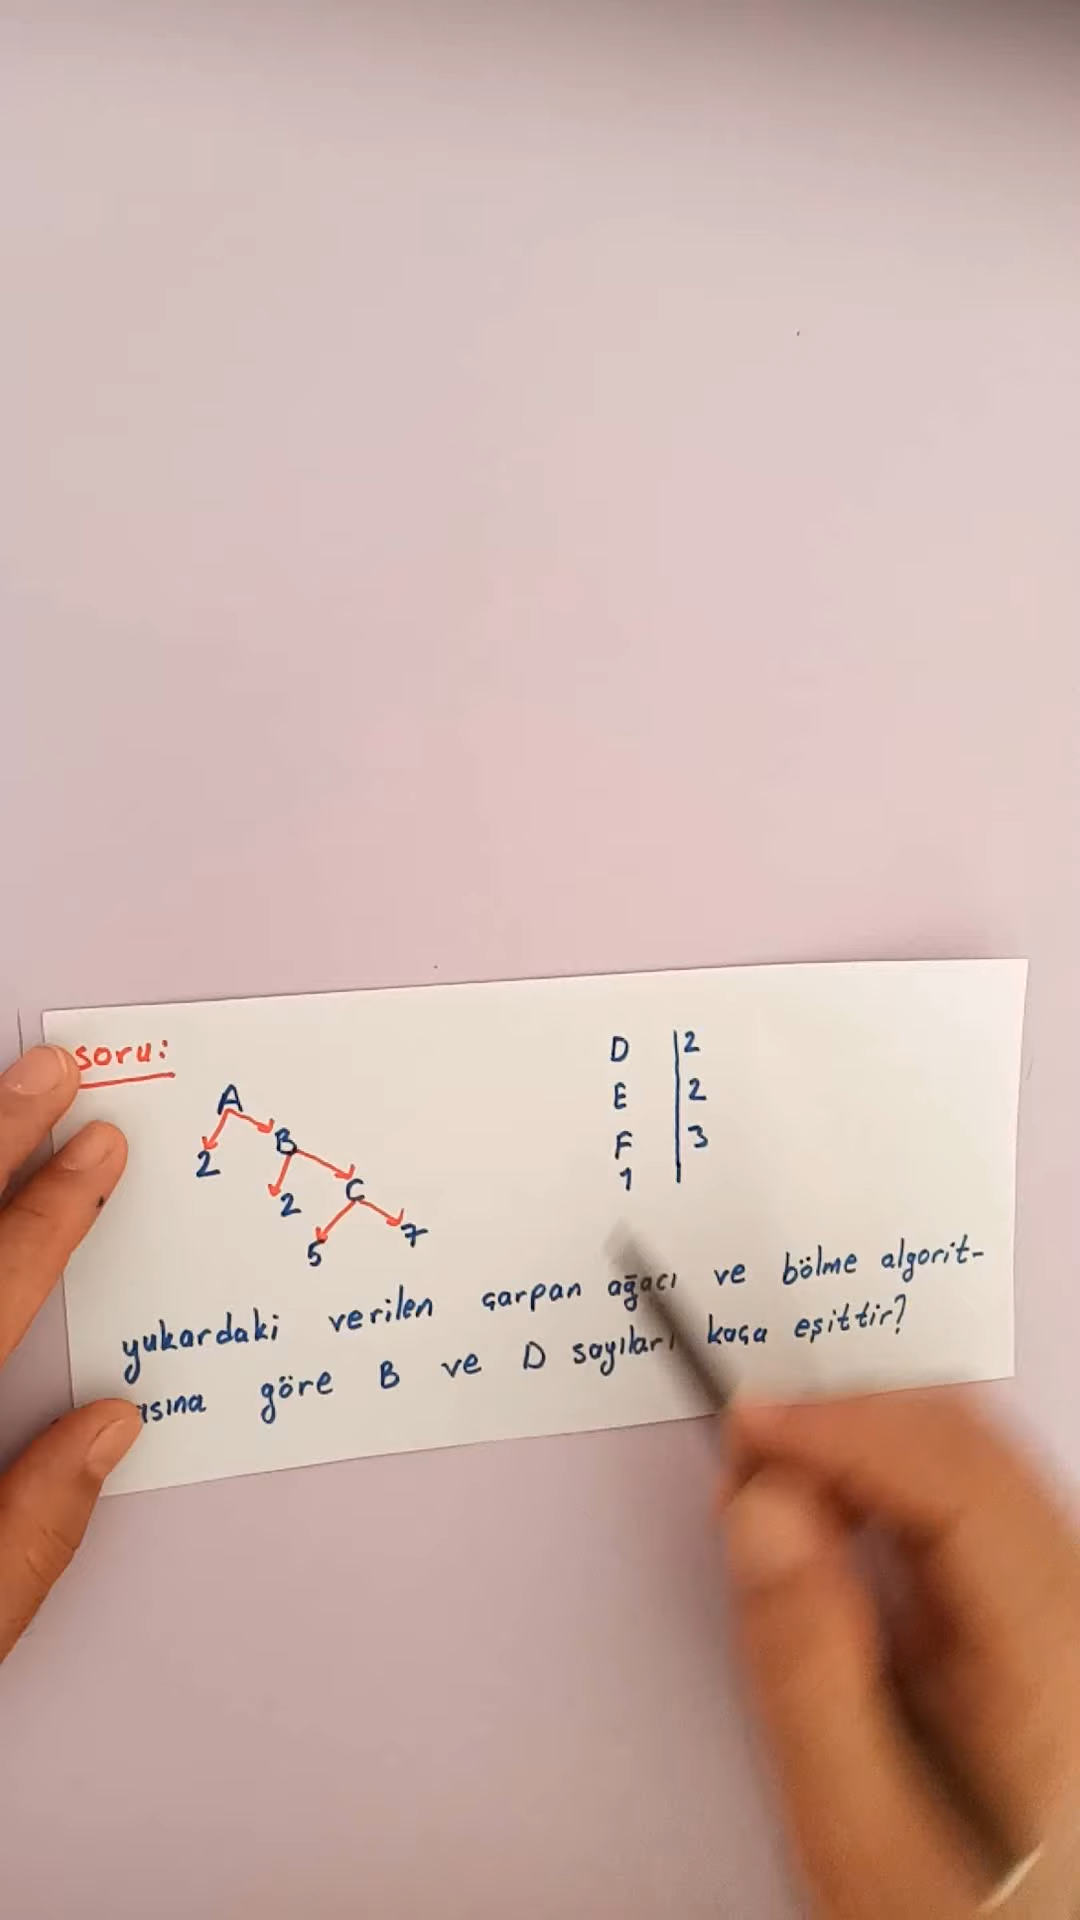 soru:
A
2 B
2 C
5 7
D 2
E 2
F 3
1
yukardaki verilen çarpan ağacı ve bölme algorit-
göre B ve D sayıları kaça eşittir?